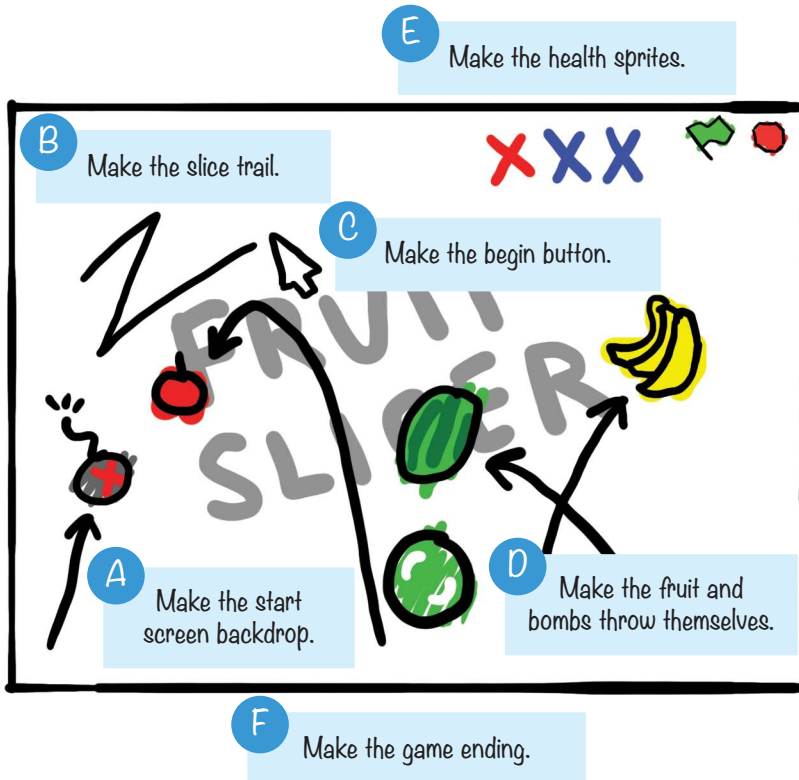 E
Make the health sprites.
B
Make the slice trail.
X X X
C
Make the begin button.
FRUIT
SLICER
A
Make the start
screen backdrop.
D
Make the fruit and
bombs throw themselves.
F
Make the game ending.